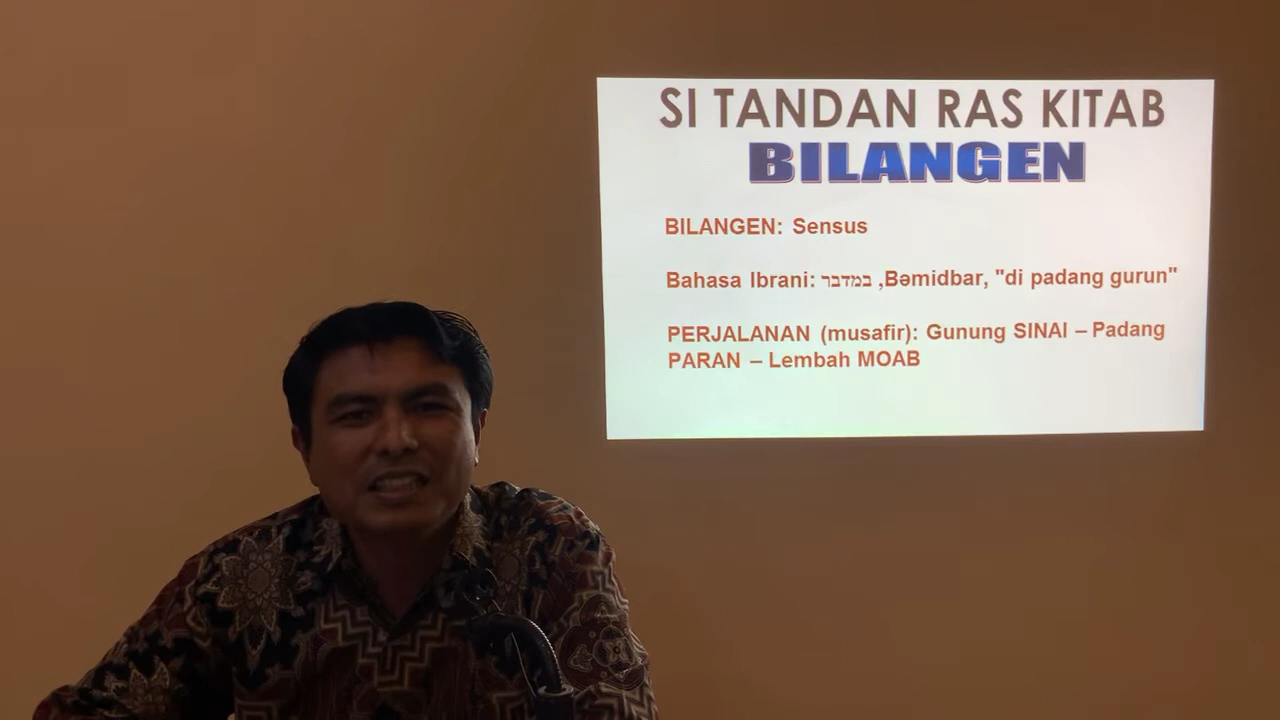 SI TANDAN RAS KITAB
BILANGEN
BILANGEN: Sensus
Bahasa Ibrani: במדבר ,Bəmidbar, "di padang gurun"
PERJALANAN (musafir): Gunung SINAI – Padang
PARAN – Lembah MOAB